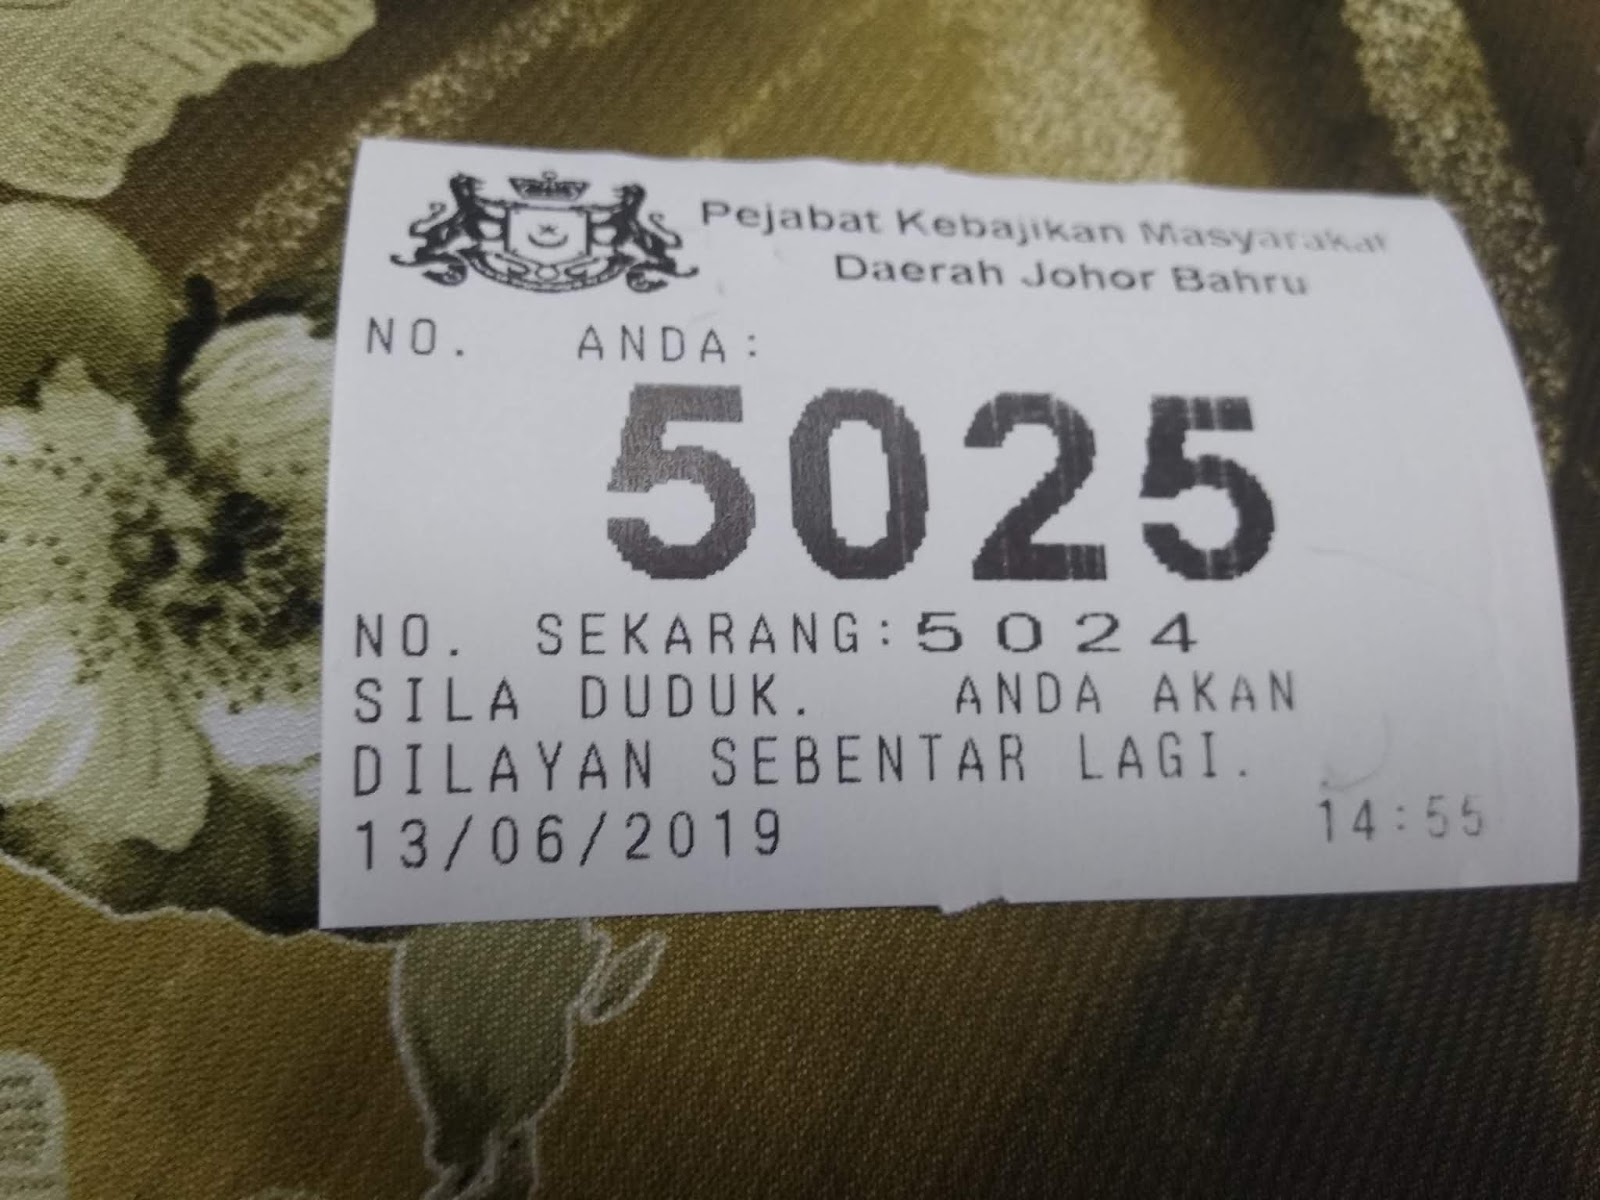 Pejabat Kebajikan Masyarakat
Daerah Johor Bahru
NO. ANDA:
5025
NO. SEKARANG:5024
SILA DUDUK. ANDA AKAN
DILAYAN SEBENTAR LAGI.
13/06/2019 14:55